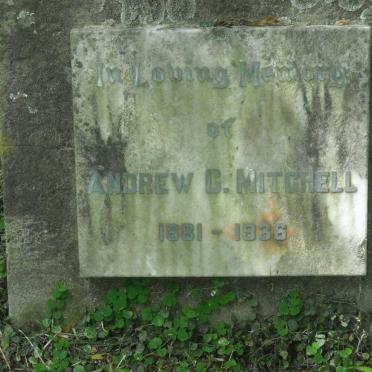 In Loving Memory
of
ANDREW C. MITCHELL
1881 - 1936